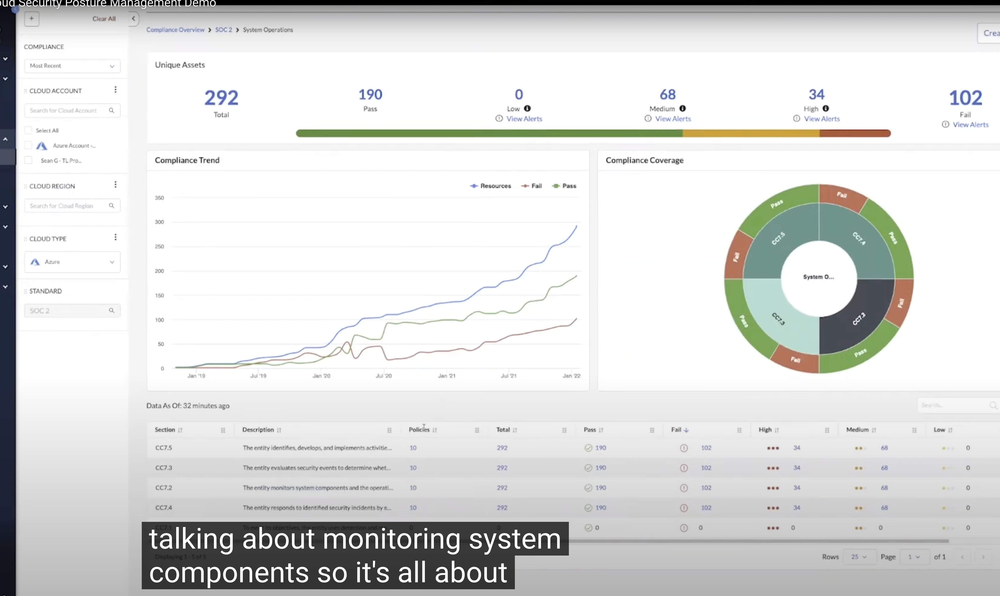 oud Security Posture Management Demo
+ Clear All
Compliance Overview > SOC 2 > System Operations
Crea
COMPLIANCE
Most Recent
CLOUD ACCOUNT
Search for Cloud Account
Select All
Azure Account -...
Sean G - TL Pro...
CLOUD REGION
Search for Cloud Region
CLOUD TYPE
Azure
STANDARD
SOC 2
Unique Assets
292 190 0 68 34 102
Total Pass Low Medium High Fail
View Alerts View Alerts View Alerts View Alerts
Compliance Trend
Resources Fail Pass
350
300
250
200
150
100
50
0
Jan '19 Jul '19 Jan '20 Jul '20 Jan '21 Jul '21 Jan '22
Compliance Coverage
Fail
Pass
Pass
CC7.5
CC7.4
Fail
Pass
System O...
Fail
CC7.3
CC7.2
Pass
Pass
Fail
Data As Of: 32 minutes ago
Search...
Section Description Policies Total Pass Fail High Medium Low
CC7.5 The entity identifies, develops, and implements activitie... 10 292 190 102 34 68 0
CC7.3 The entity evaluates security events to determine whet... 10 292 190 102 34 68 0
CC7.2 The entity monitors system components and the operati... 10 292 190 102 34 68 0
CC7.4 The entity responds to identified security incidents by e... 10 292 190 102 34 68 0
CC7.1 To meet its objectives, the entity uses detection and mo... 0 0 0 0 0 0 0
Displaying 1 - 5 of 5
Rows 25 Page 1 of 1
talking about monitoring system
components so it's all about